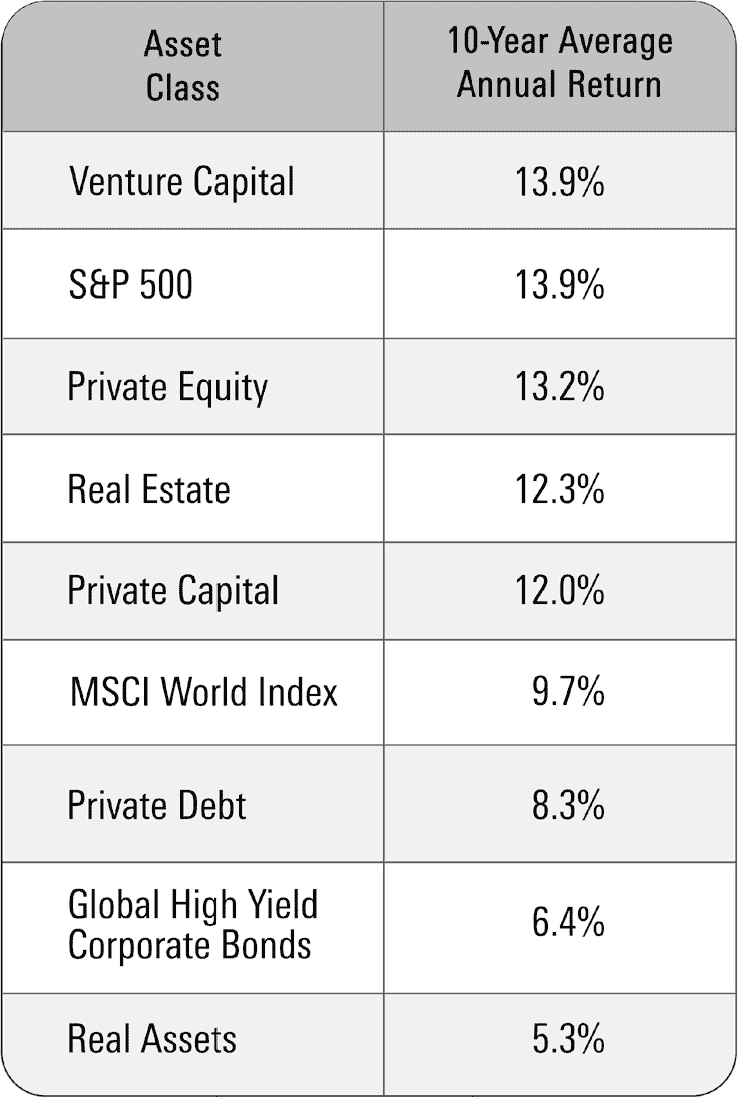 Asset
Class
10-Year Average
Annual Return
Venture Capital
13.9%
S&P 500
13.9%
Private Equity
13.2%
Real Estate
12.3%
Private Capital
12.0%
MSCI World Index
9.7%
Private Debt
8.3%
Global High Yield
Corporate Bonds
6.4%
Real Assets
5.3%